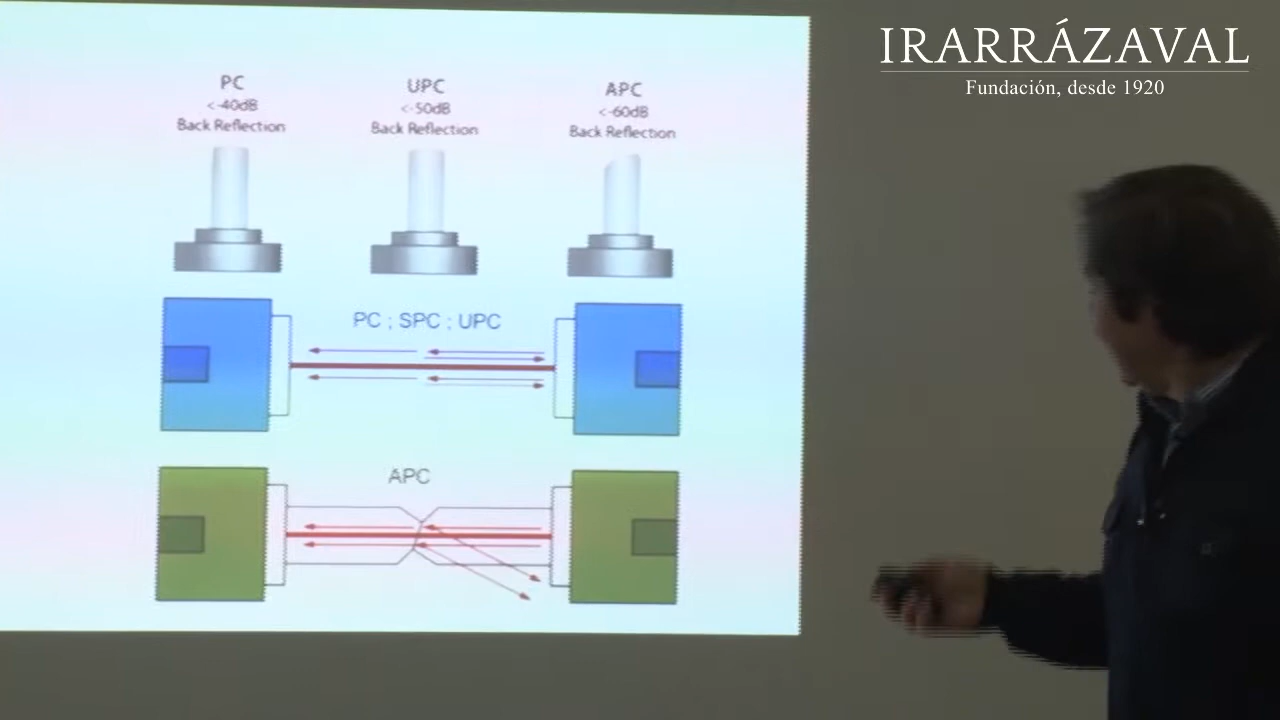 IRARRÁZAVAL
Fundación, desde 1920
PC
<-40dB
Back Reflection
UPC
<-50dB
Back Reflection
APC
<-60dB
Back Reflection
PC ; SPC ; UPC
APC